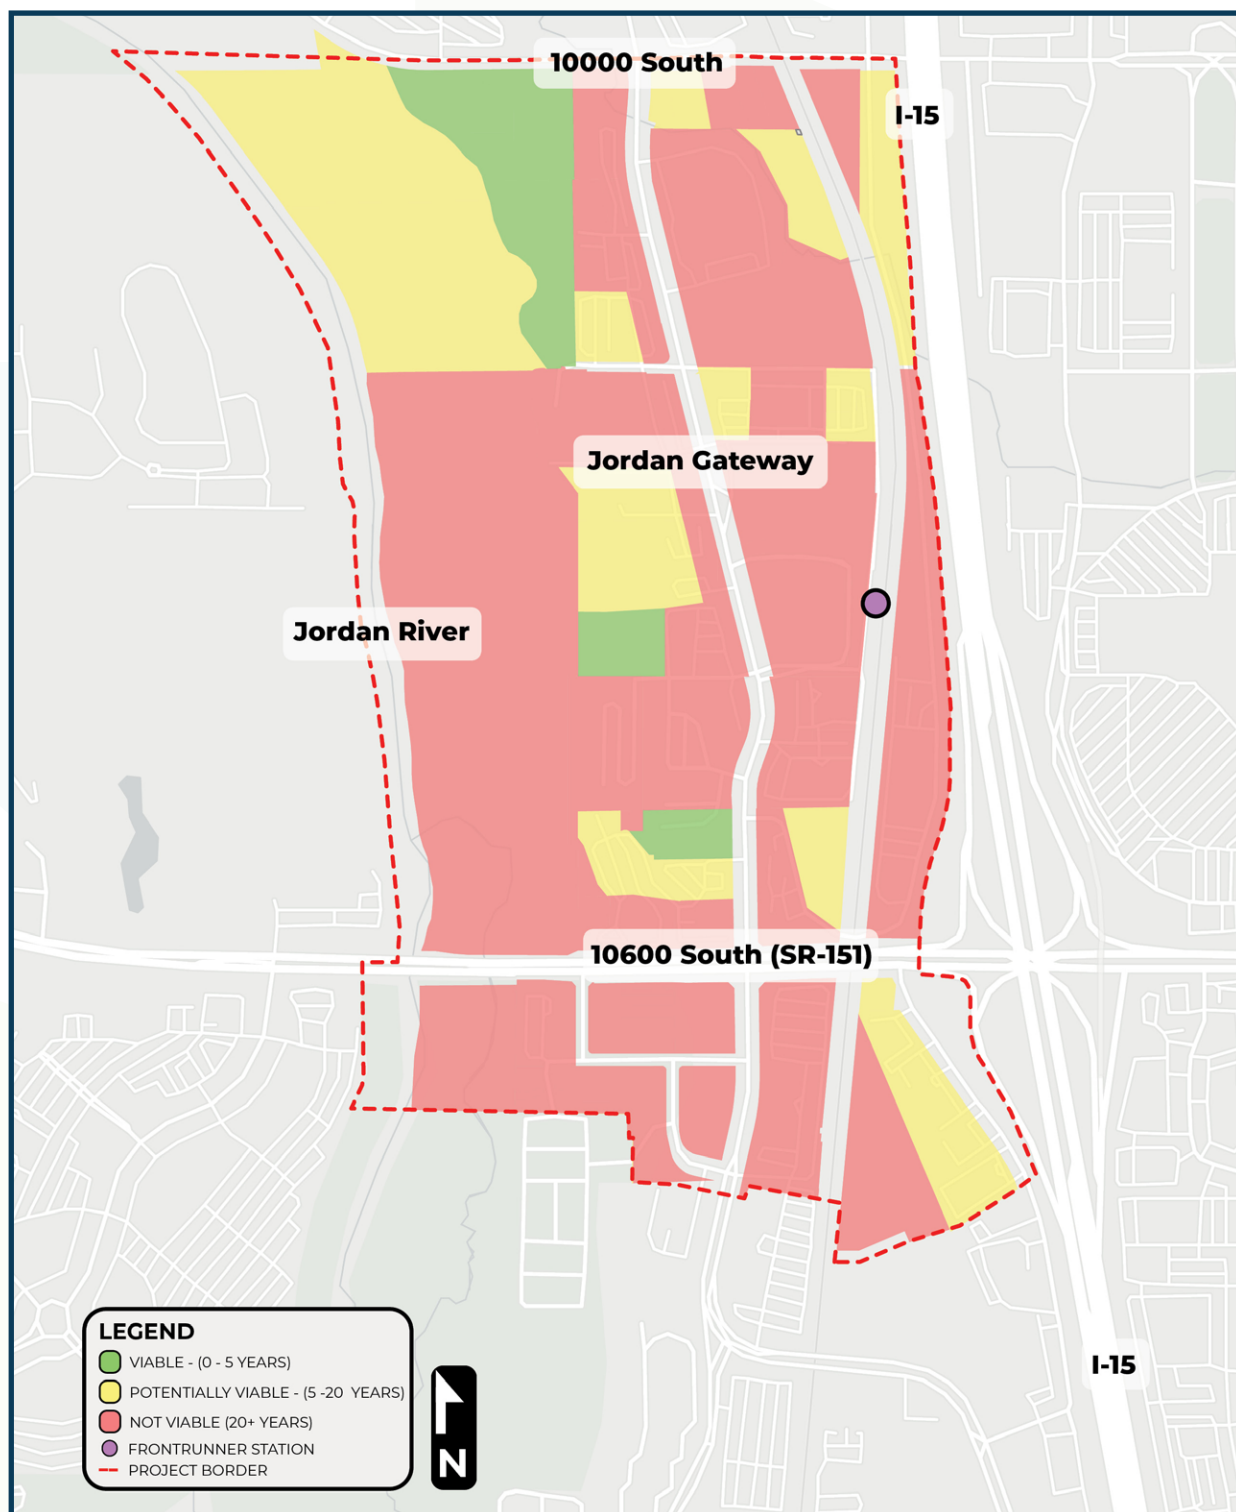 10000 South
I-15
Jordan Gateway
Jordan River
10600 South (SR-151)
I-15
LEGEND
VIABLE - (0 - 5 YEARS)
POTENTIALLY VIABLE - (5 -20 YEARS)
NOT VIABLE (20+ YEARS)
FRONTRUNNER STATION
PROJECT BORDER
N